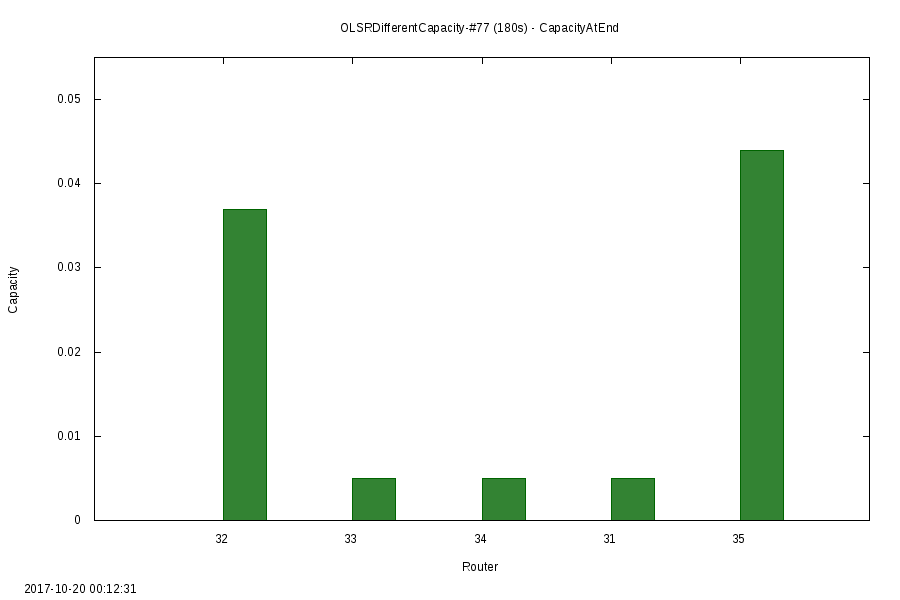 OLSRDifferentCapacity-#77 (180s) - CapacityAtEnd
0.05
0.04
0.03
Capacity
0.02
0.01
0
32 33 34 31 35
Router
2017-10-20 00:12:31